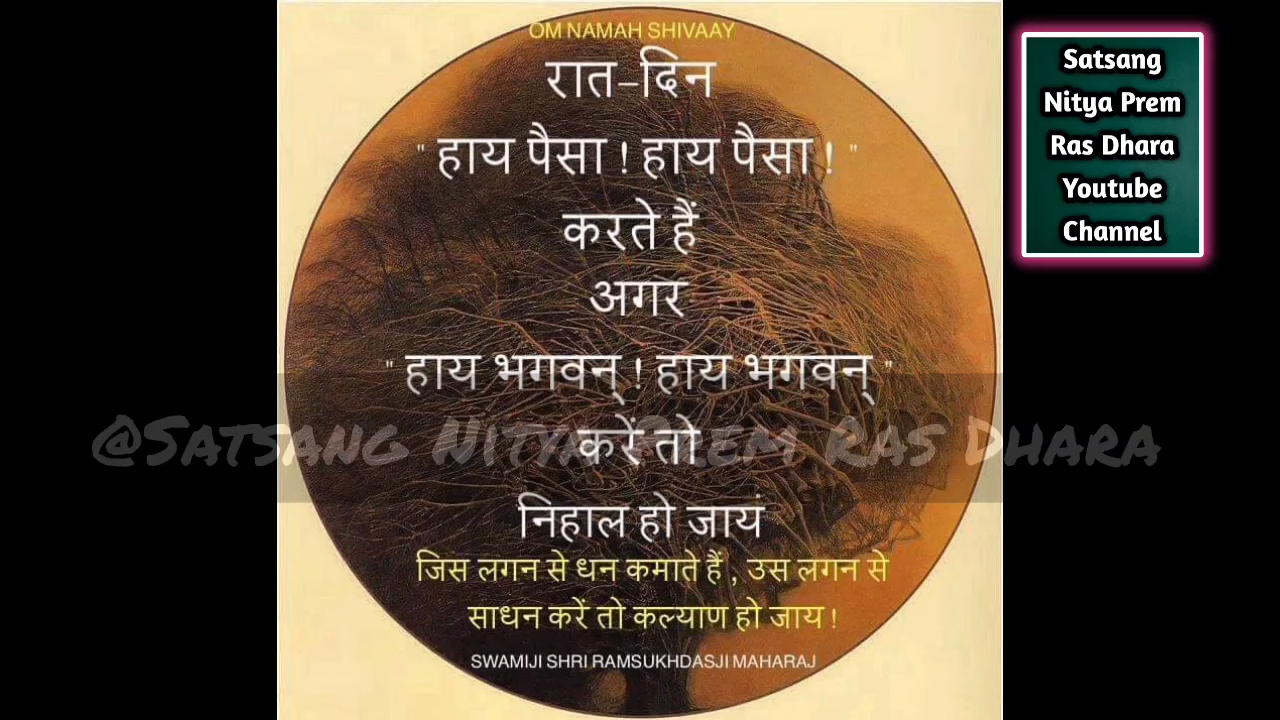 OM NAMAH SHIVAAY
रात–दिन
" हाय पैसा ! हाय पैसा ! "
करते हैं
अगर
" हाय भगवन् ! हाय भगवन् "
करें तो
निहाल हो जायं
जिस लगन से धन कमाते हैं , उस लगन से
साधन करें तो कल्याण हो जाय !
SWAMIJI SHRI RAMSUKHDASJI MAHARAJ
@Satsang Nitya Prem Ras Dhara
Satsang
Nitya Prem
Ras Dhara
Youtube
Channel